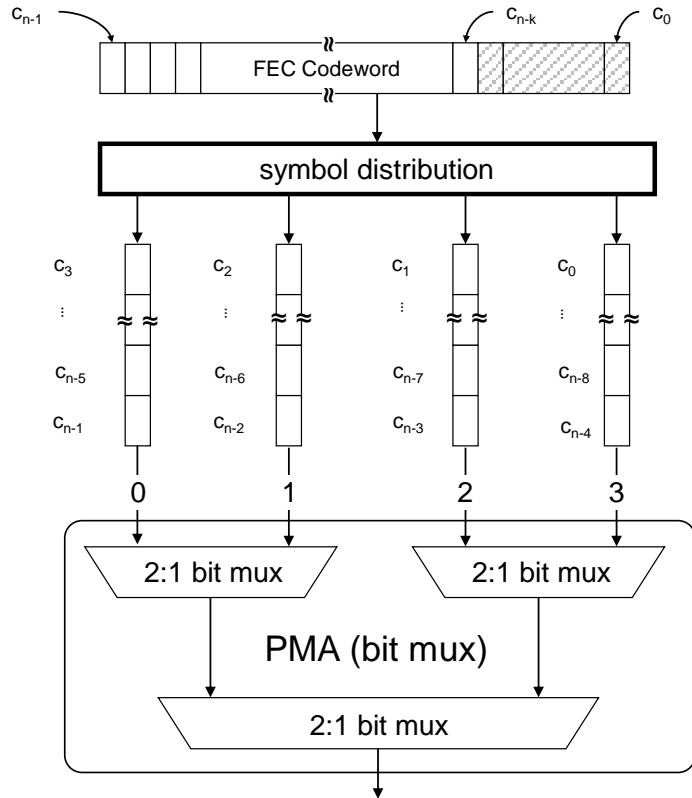 c_{n-1} c_{n-k} c_0
FEC Codeword
symbol distribution
c_3 c_2 c_1 c_0
... ... ... ...
c_{n-5} c_{n-6} c_{n-7} c_{n-8}
c_{n-1} c_{n-2} c_{n-3} c_{n-4}
0 1 2 3
2:1 bit mux 2:1 bit mux
PMA (bit mux)
2:1 bit mux